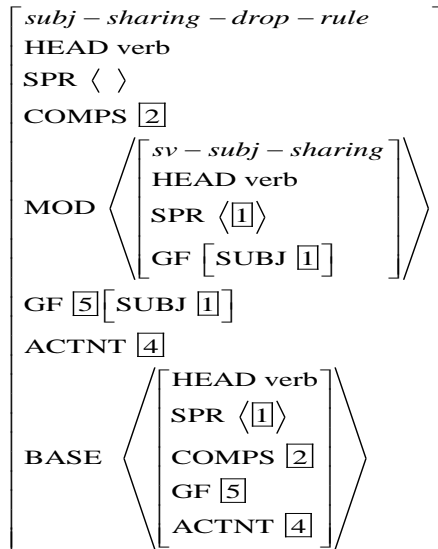 subj – sharing – drop – rule
HEAD verb
SPR ⟨ ⟩
COMPS [2]
MOD ⟨ [ sv – subj – sharing
HEAD verb
SPR ⟨[1]⟩
GF [SUBJ [1]] ] ⟩
GF [5] [SUBJ [1]]
ACTNT [4]
BASE ⟨ [ HEAD verb
SPR ⟨[1]⟩
COMPS [2]
GF [5]
ACTNT [4] ] ⟩